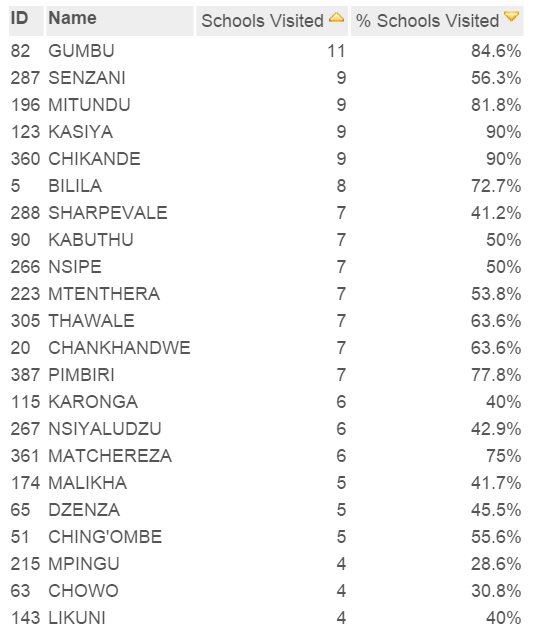 ID Name Schools Visited % Schools Visited
82 GUMBU 11 84.6%
287 SENZANI 9 56.3%
196 MITUNDU 9 81.8%
123 KASIYA 9 90%
360 CHIKANDE 9 90%
5 BILILA 8 72.7%
288 SHARPEVALE 7 41.2%
90 KABUTHU 7 50%
266 NSIPE 7 50%
223 MTENTHERA 7 53.8%
305 THAWALE 7 63.6%
20 CHANKHANDWE 7 63.6%
387 PIMBIRI 7 77.8%
115 KARONGA 6 40%
267 NSIYALUDZU 6 42.9%
361 MATCHEREZA 6 75%
174 MALIKHA 5 41.7%
65 DZENZA 5 45.5%
51 CHING'OMBE 5 55.6%
215 MPINGU 4 28.6%
63 CHOWO 4 30.8%
143 LIKUNI 4 40%